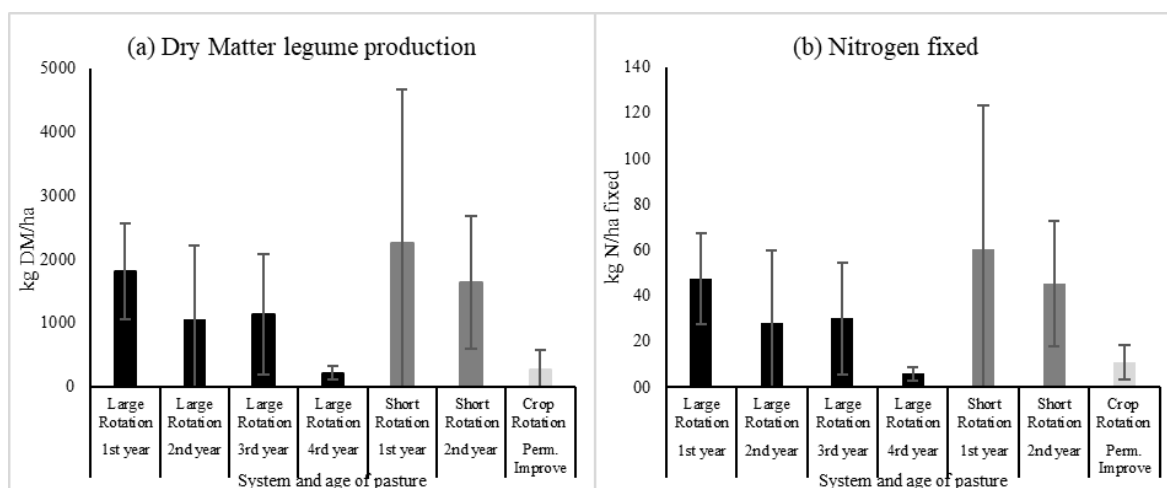 (a) Dry Matter legume production
5000
4000
3000
2000
1000
0
kg DM/ha
Large Rotation 1st year
Large Rotation 2nd year
Large Rotation 3rd year
Large Rotation 4rd year
Short Rotation 1st year
Short Rotation 2nd year
Crop Rotation Perm. Improve
System and age of pasture
(b) Nitrogen fixed
140
120
100
80
60
40
20
00
kg N/ha fixed
Large Rotation 1st year
Large Rotation 2nd year
Large Rotation 3rd year
Large Rotation 4rd year
Short Rotation 1st year
Short Rotation 2nd year
Crop Rotation Perm. Improve
System and age of pasture